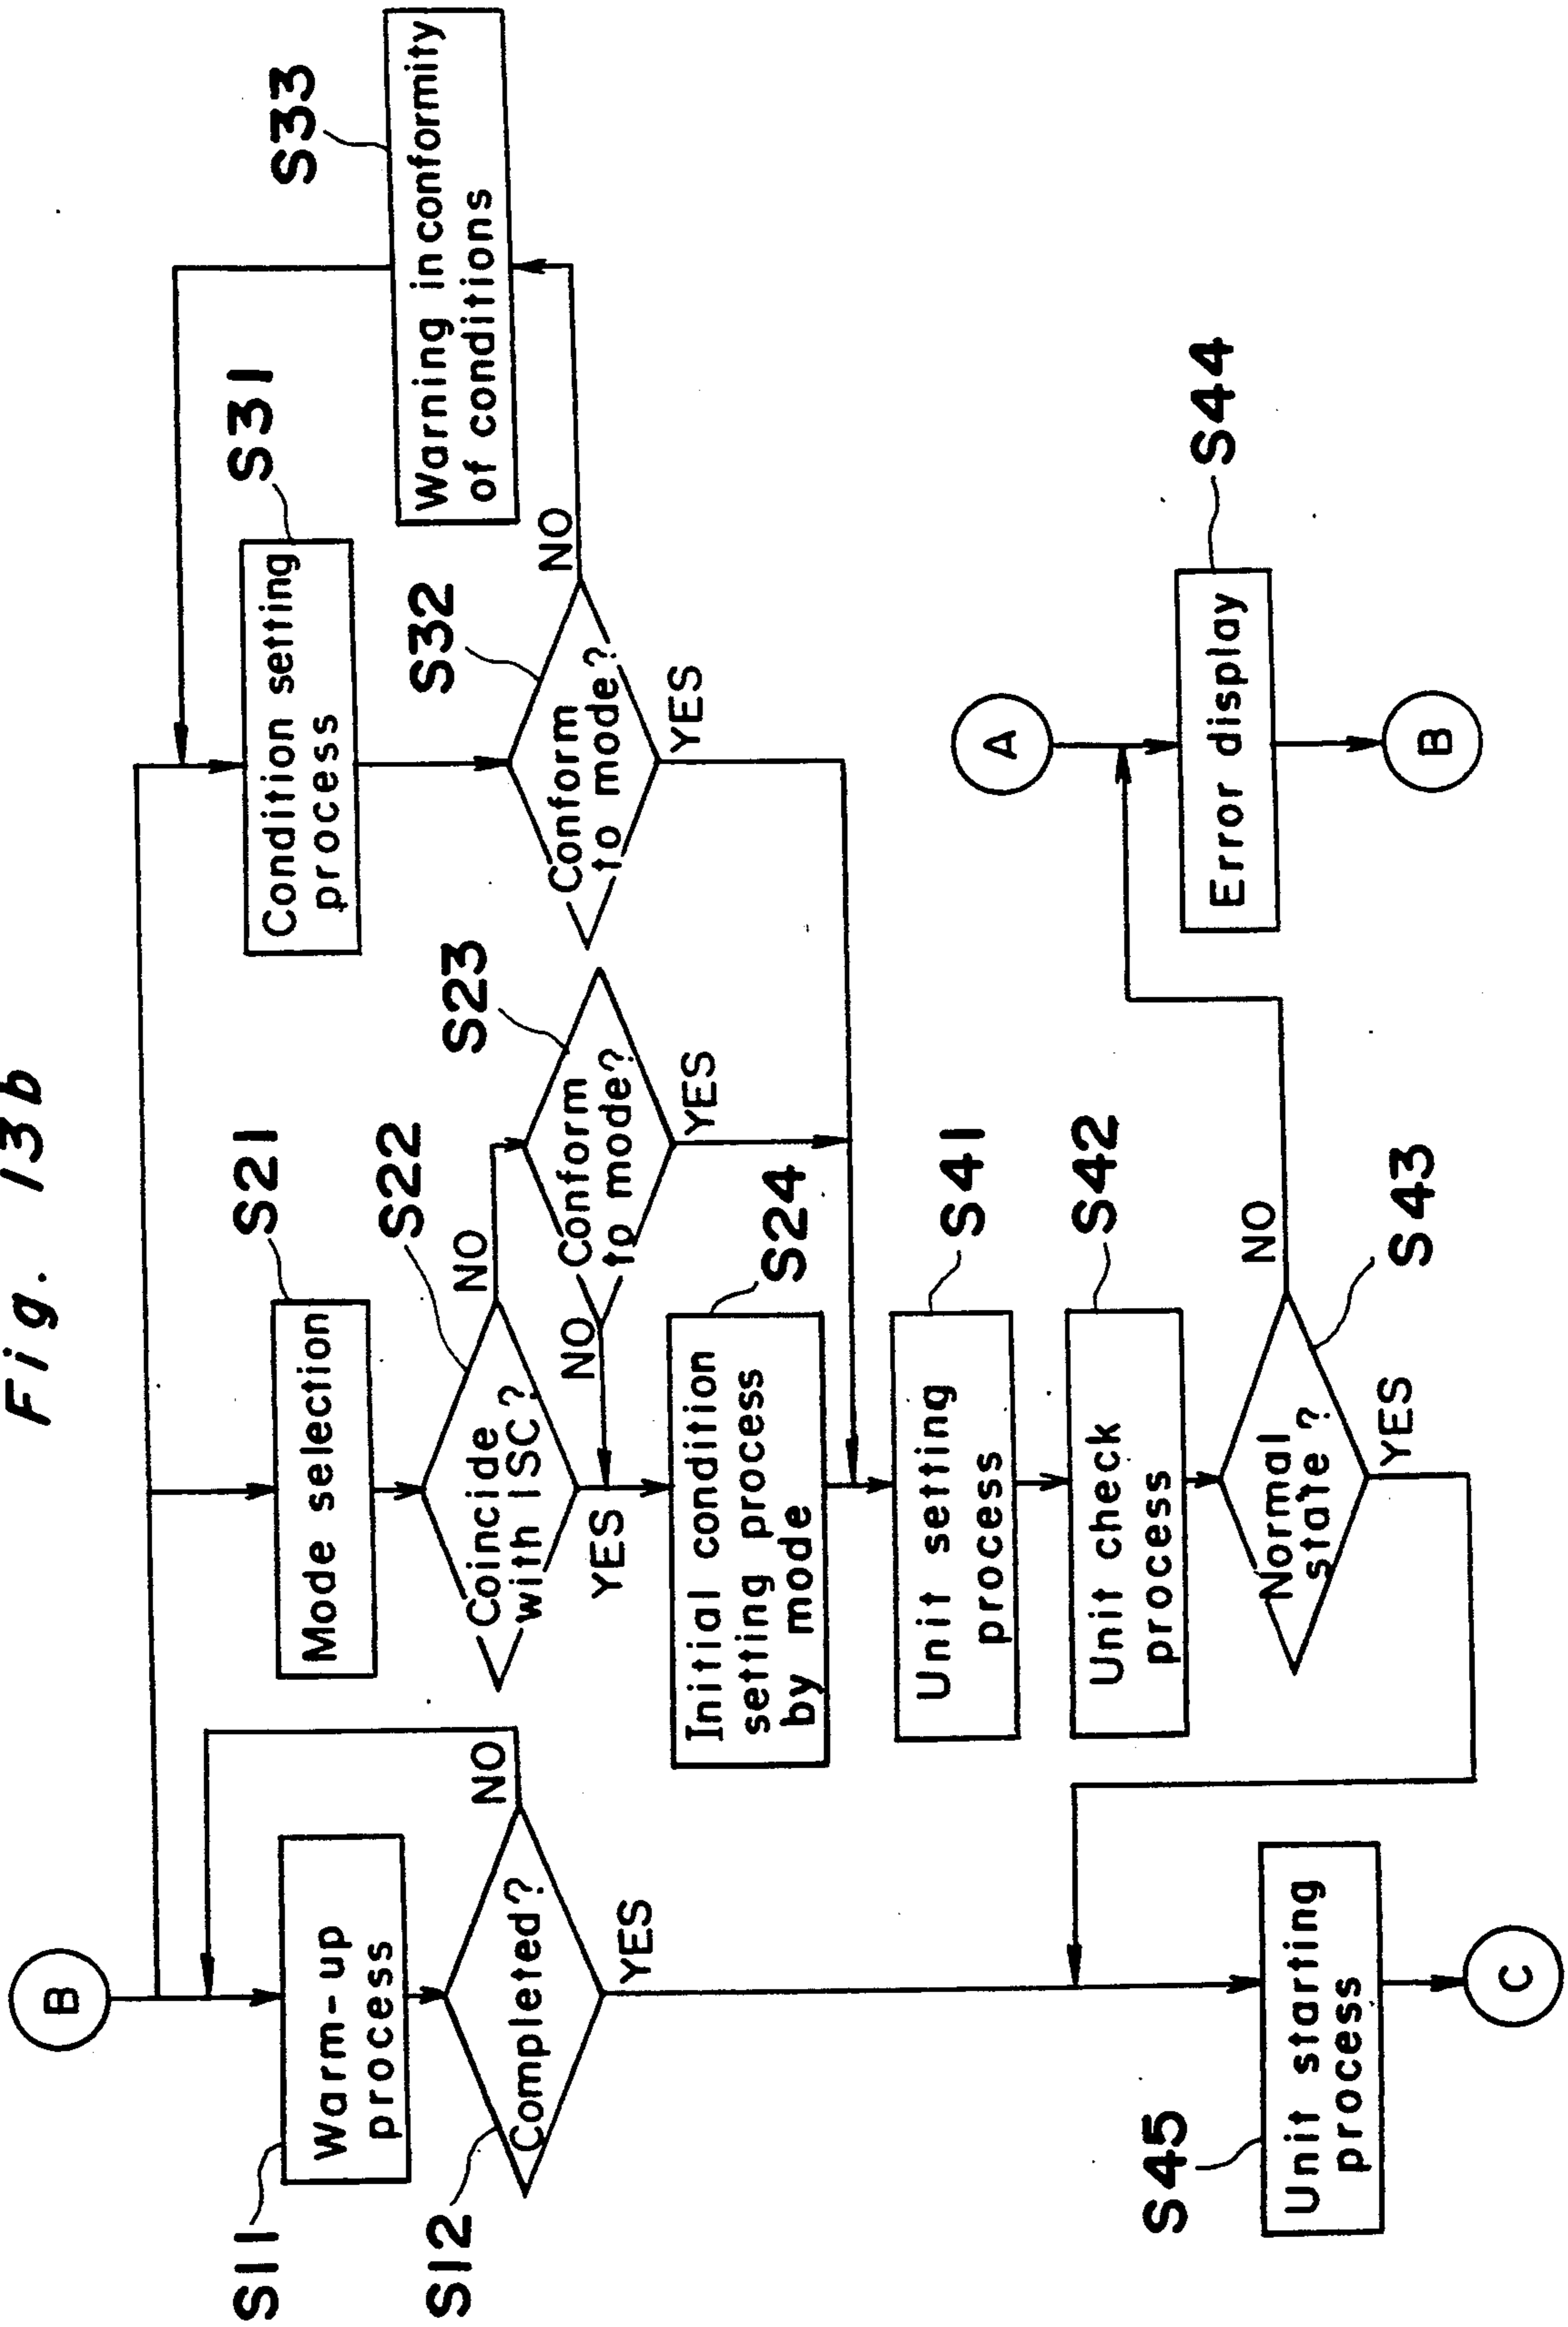 Fig. 13b
B
S11
Warm-up
process
S12
Completed?
NO
YES
S21
Mode selection
S22
Coincide
with ISC?
NO
YES
S23
Conform
to mode?
NO
YES
S24
Initial condition
setting process
by mode
S31
Condition setting
process
S32
Conform
to mode?
NO
YES
S33
Warning in conformity
of conditions
S41
Unit setting
process
S42
Unit check
process
S43
Normal
state?
NO
YES
A
S44
Error display
B
S45
Unit starting
process
C